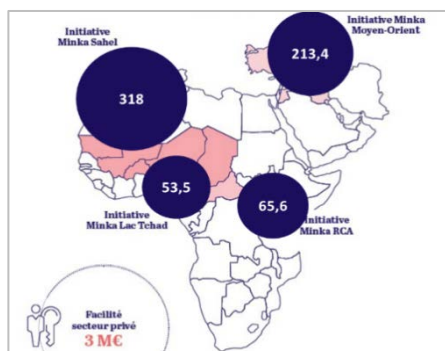 Initiative
Minka Sahel
318
Initiative Minka
Moyen-Orient
213,4
53,5
Initiative
Minka Lac Tchad
65,6
Initiative
Minka RCA
Facilité
secteur privé
3 M€